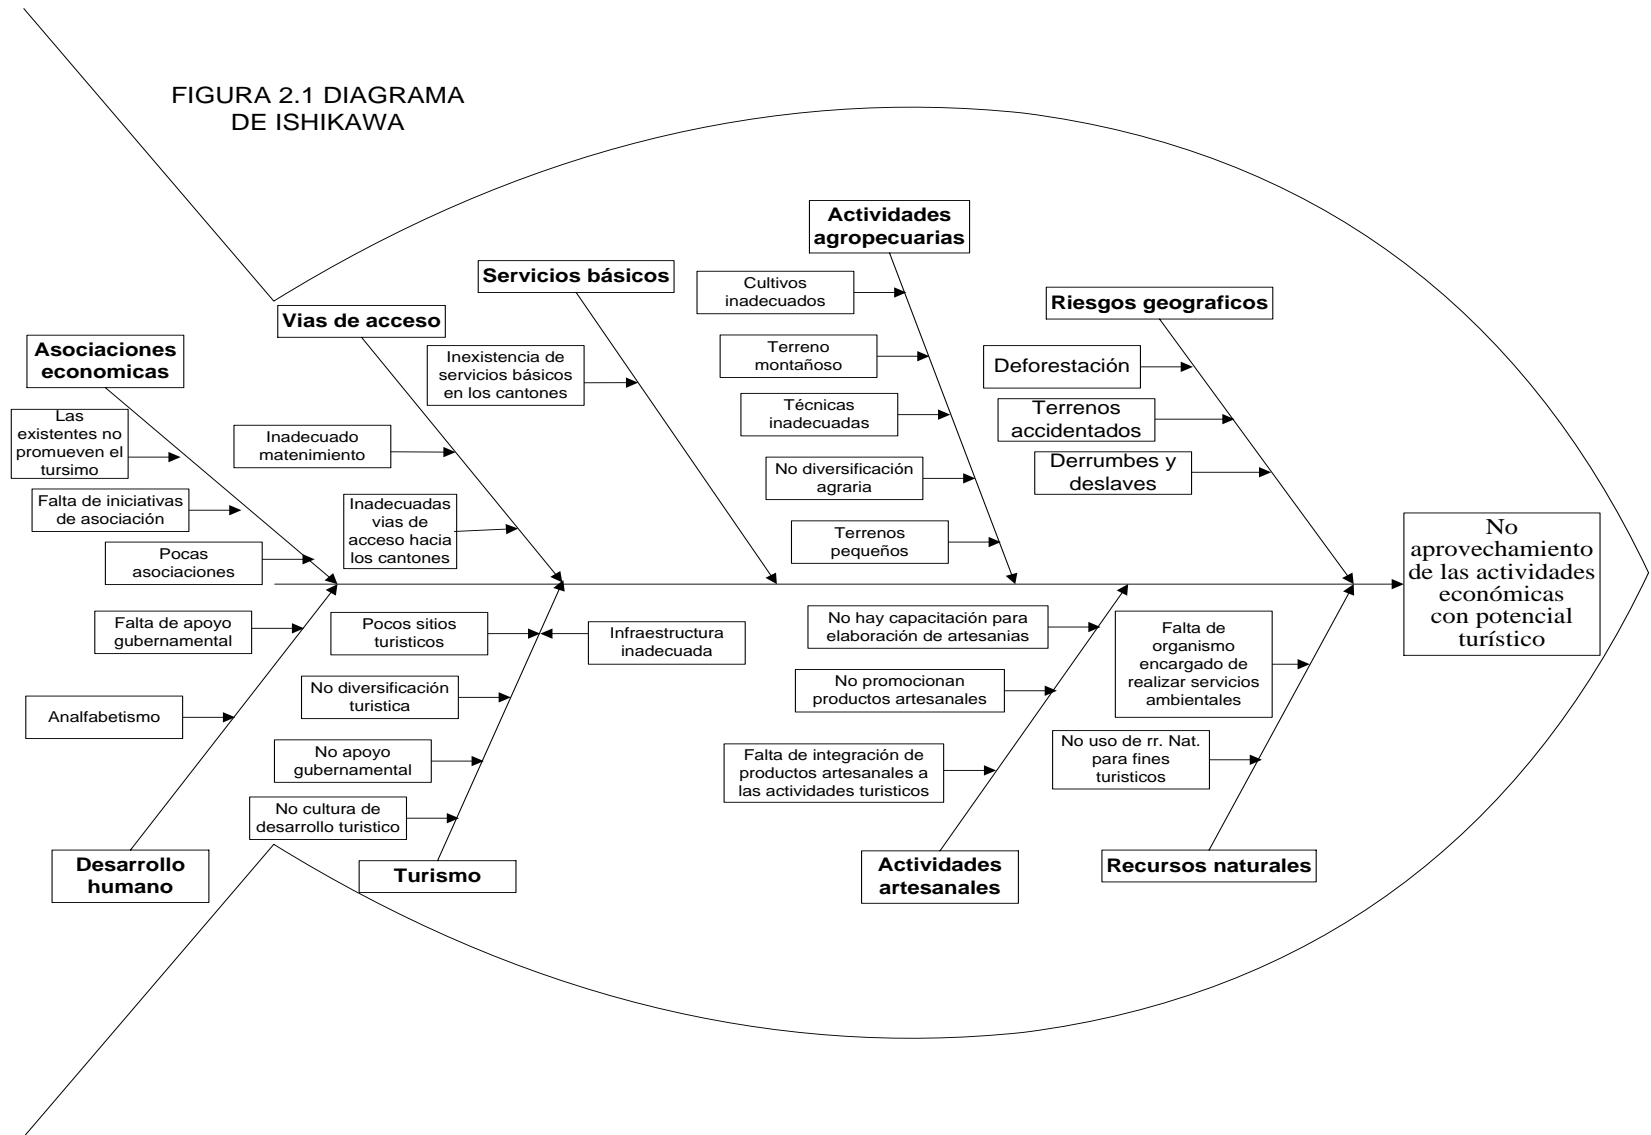 FIGURA 2.1 DIAGRAMA
DE ISHIKAWA
Asociaciones
economicas
Las
existentes no
promueven el
tursimo
Falta de iniciativas
de asociación
Pocas
asociaciones
Vias de acceso
Inadecuado
matenimiento
Inadecuadas
vias de
acceso hacia
los cantones
Servicios básicos
Inexistencia de
servicios básicos
en los cantones
Actividades
agropecuarias
Cultivos
inadecuados
Terreno
montañoso
Técnicas
inadecuadas
No diversificación
agraria
Terrenos
pequeños
Riesgos geograficos
Deforestación
Terrenos
accidentados
Derrumbes y
deslaves
No
aprovechamiento
de las actividades
económicas
con potencial
turístico
Falta de apoyo
gubernamental
Analfabetismo
Desarrollo
humano
Pocos sitios
turisticos
Infraestructura
inadecuada
No diversificación
turistica
No apoyo
gubernamental
No cultura de
desarrollo turistico
Turismo
No hay capacitación para
elaboración de artesanias
No promocionan
productos artesanales
Falta de integración de
productos artesanales a
las actividades turisticos
Actividades
artesanales
Falta de
organismo
encargado de
realizar servicios
ambientales
No uso de rr. Nat.
para fines
turisticos
Recursos naturales